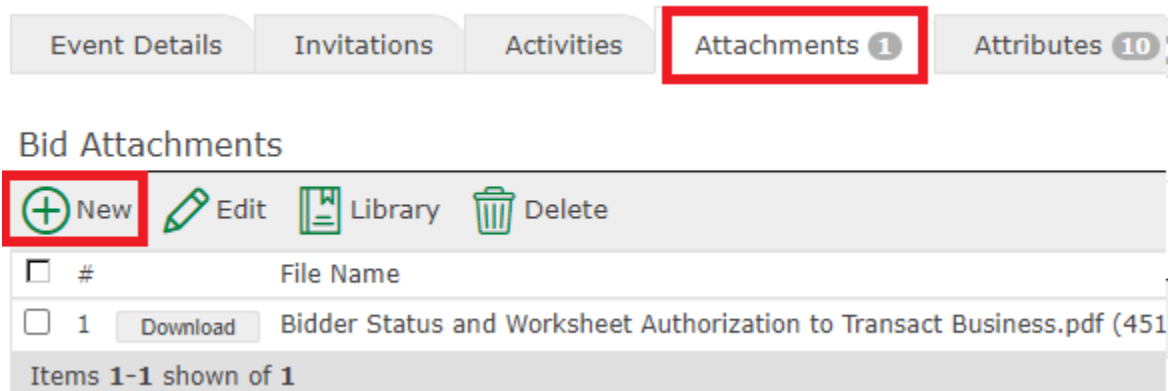 Event Details Invitations Activities Attachments 1 Attributes 10
Bid Attachments
New Edit Library Delete
# File Name
1 Download Bidder Status and Worksheet Authorization to Transact Business.pdf (451
Items 1-1 shown of 1